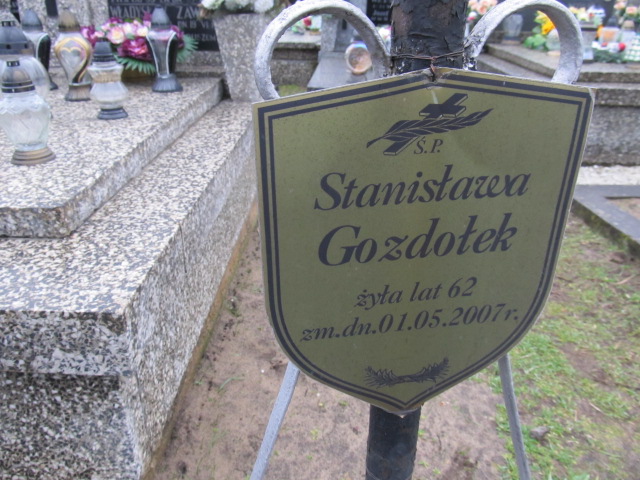 Ś.P.
Stanisława
Gozdołek
żyła lat 62
zm.dn.01.05.2007r.